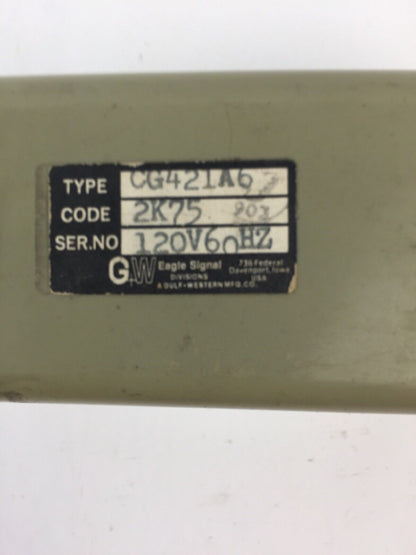 TYPE CG421A6
CODE 2K75 203
SER.NO 120V60HZ
GW Eagle Signal 736 Federal
DIVISIONS Davenport, Iowa
A GULF+WESTERN MFG. CO. USA